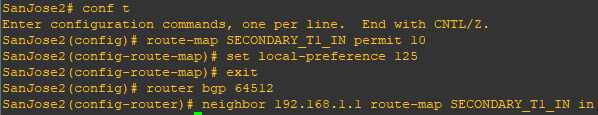 SanJose2# conf t
Enter configuration commands, one per line.  End with CNTL/Z.
SanJose2(config)# route-map SECONDARY_T1_IN permit 10
SanJose2(config-route-map)# set local-preference 125
SanJose2(config-route-map)# exit
SanJose2(config)# router bgp 64512
SanJose2(config-router)# neighbor 192.168.1.1 route-map SECONDARY_T1_IN in